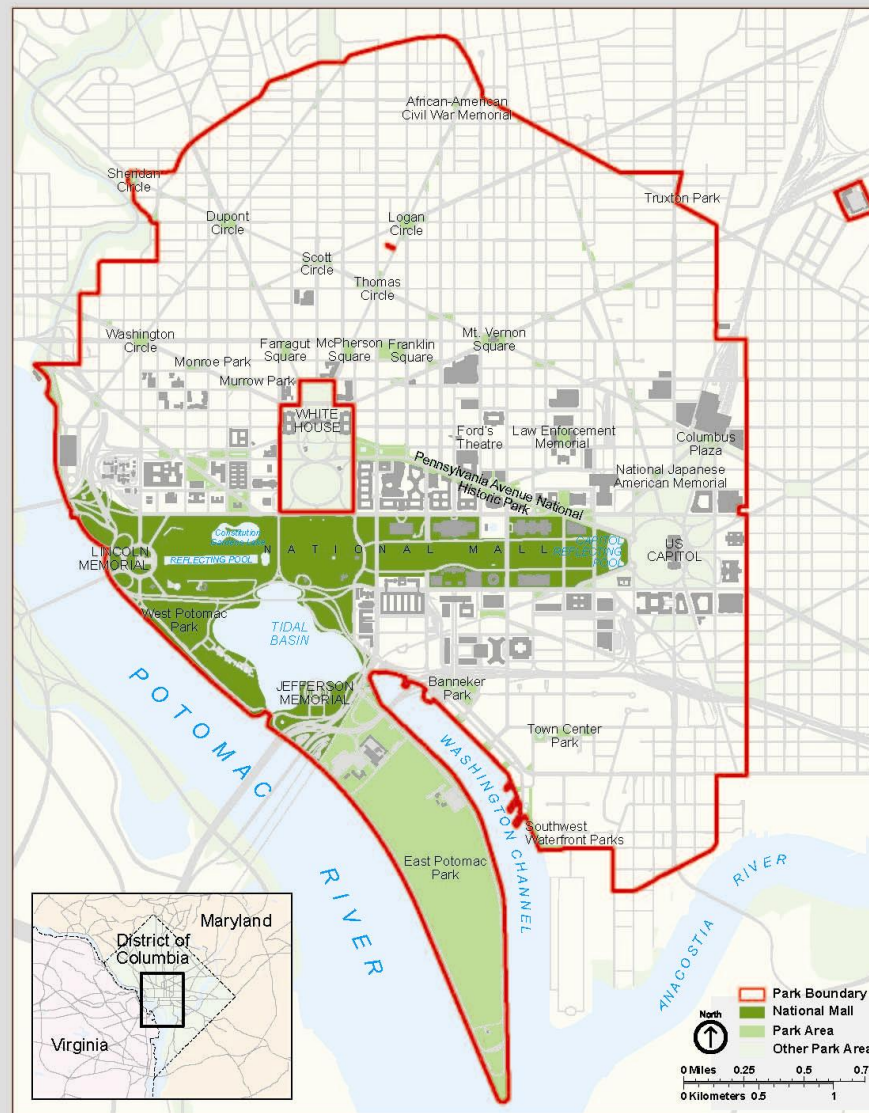 African-American
Civil War Memorial
Sheridan
Circle
Truxton Park
Dupont
Circle
Logan
Circle
Scott
Circle
Thomas
Circle
Washington
Circle
Monroe Park
Farragut
Square
McPherson
Square
Franklin
Square
Mt. Vernon
Square
Murrow Park
WHITE
HOUSE
Ford's
Theatre
Law Enforcement
Memorial
Columbus
Plaza
Pennsylvania Avenue National
Historic Park
National Japanese
American Memorial
Constitution
LINCOLN
MEMORIAL
REFLECTING POOL
NATIONAL MALL
CAPITOL
REFLECTING
POOL
US
CAPITOL
West Potomac
Park
TIDAL
BASIN
JEFFERSON
MEMORIAL
Banneker
Park
Town Center
Park
POTOMAC
RIVER
WASHINGTON CHANNEL
Southwest
Waterfront Parks
East Potomac
Park
ANACOSTIA RIVER
Maryland
District of
Columbia
Virginia
North
Park Boundary
National Mall
Park Area
Other Park Area
0 Miles 0.25 0.5
0 Kilometers 0.5 1